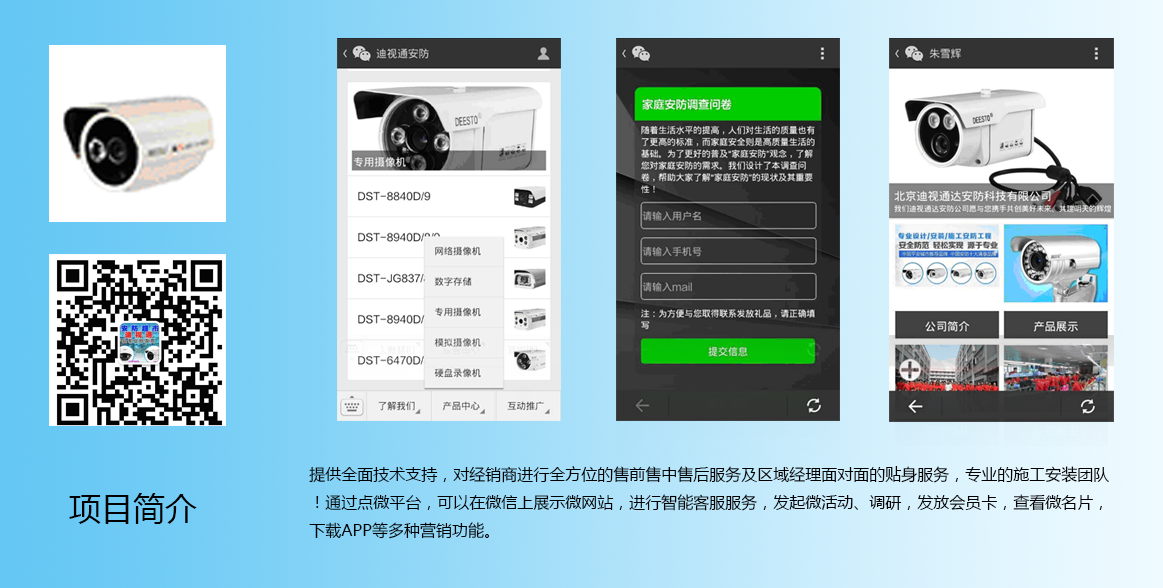 迪视通安防
DEESTO
专用摄像机
DST-8840D/9
DST-8940D/
DST-JG837/
DST-8940D/
DST-6470D/
网络摄像机
数字存储
专用摄像机
模拟摄像机
硬盘录像机
了解我们
产品中心
互动推广
家庭安防调查问卷
随着生活水平的提高，人们对生活的质量也有
了更高的标准，而家庭安全则是高质量生活的
基础。为了更好的普及“家庭安防”观念，了解
您对家庭安防的需求。我们设计了本调查问
卷，帮助大家了解“家庭安防”的现状及其重要
性！
请输入用户名
请输入手机号
请输入mail
注：为方便与您取得联系发放礼品，请正确填
写
提交信息
朱雪辉
DEESTO
北京迪视通达安防科技有限公司
我们迪视通达安防公司愿与您携手共创美好未来，共建明天的辉煌
专业设计/安装/施工安防工程
安全防范 轻松实现 源于专业
公司简介
产品展示
安防超市
迪视通
项目简介
提供全面技术支持，对经销商进行全方位的售前售中售后服务及区域经理面对面的贴身服务，专业的施工安装团队
！通过点微平台，可以在微信上展示微网站，进行智能客服服务，发起微活动、调研，发放会员卡，查看微名片，
下载APP等多种营销功能。